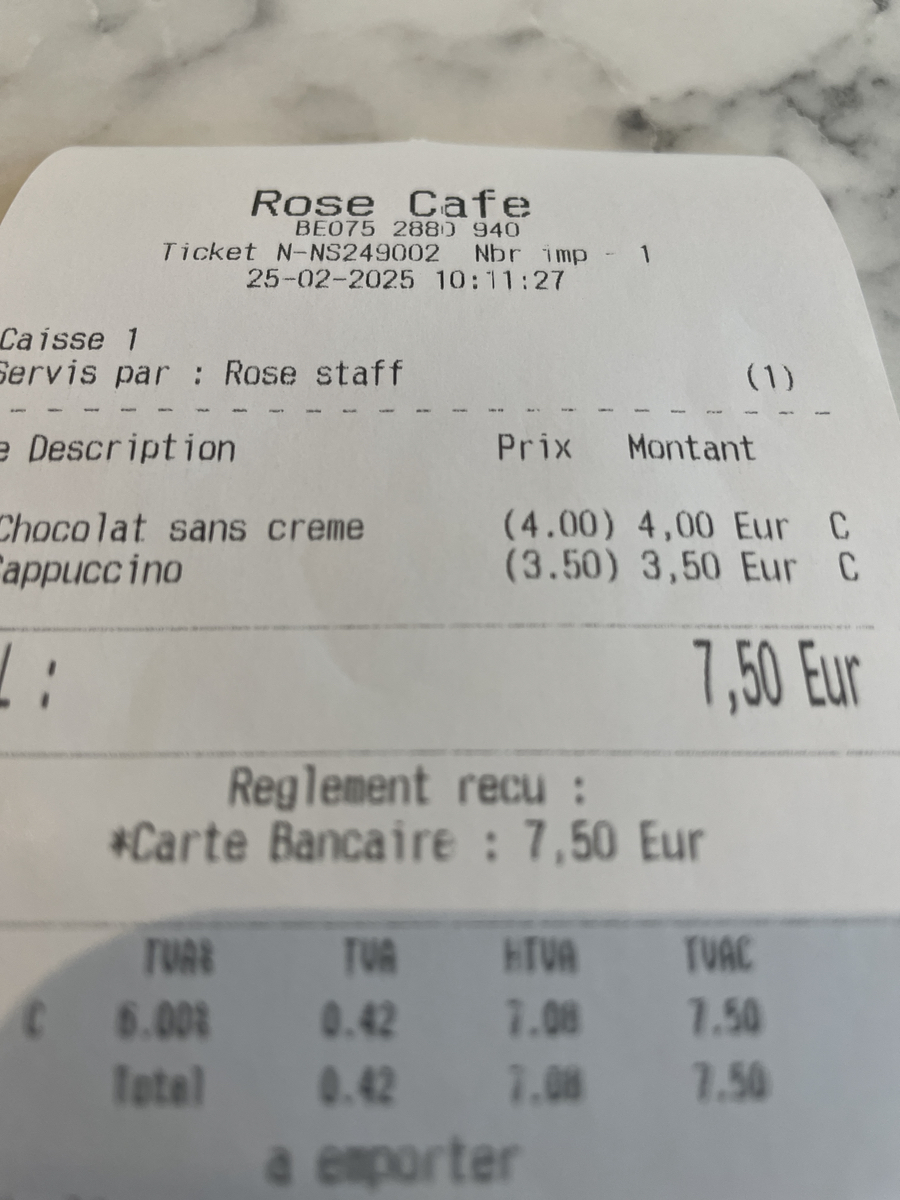 Rose Cafe
BE075 2880 940
Ticket N-NS249002 Nbr imp - 1
25-02-2025 10:11:27
Caisse 1
Servis par : Rose staff (1)
e Description Prix Montant
Chocolat sans creme (4.00) 4,00 Eur C
Cappuccino (3.50) 3,50 Eur C
L : 7,50 Eur
Reglement recu :
*Carte Bancaire : 7,50 Eur
TVA% TVA HTVA TVAC
C 6.00% 0.42 7.08 7.50
Total 0.42 7.08 7.50
a emporter